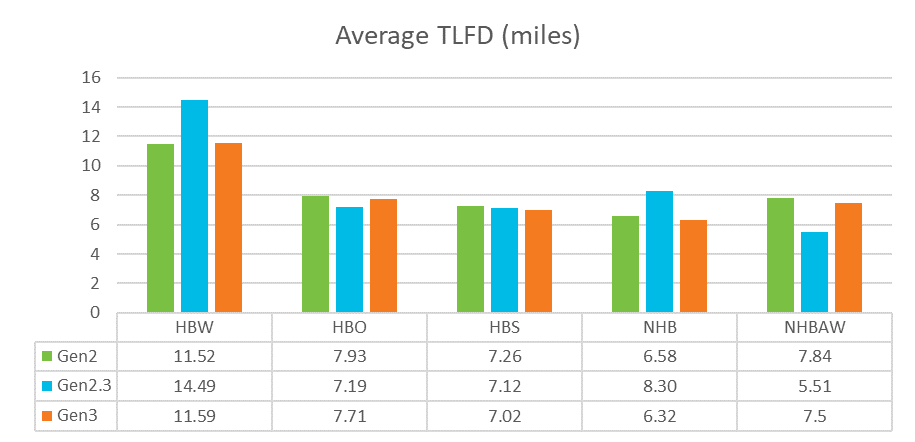 Average TLFD (miles)
16
14
12
10
8
6
4
2
0
HBW HBO HBS NHB NHBAW
Gen2 11.52 7.93 7.26 6.58 7.84
Gen2.3 14.49 7.19 7.12 8.30 5.51
Gen3 11.59 7.71 7.02 6.32 7.5